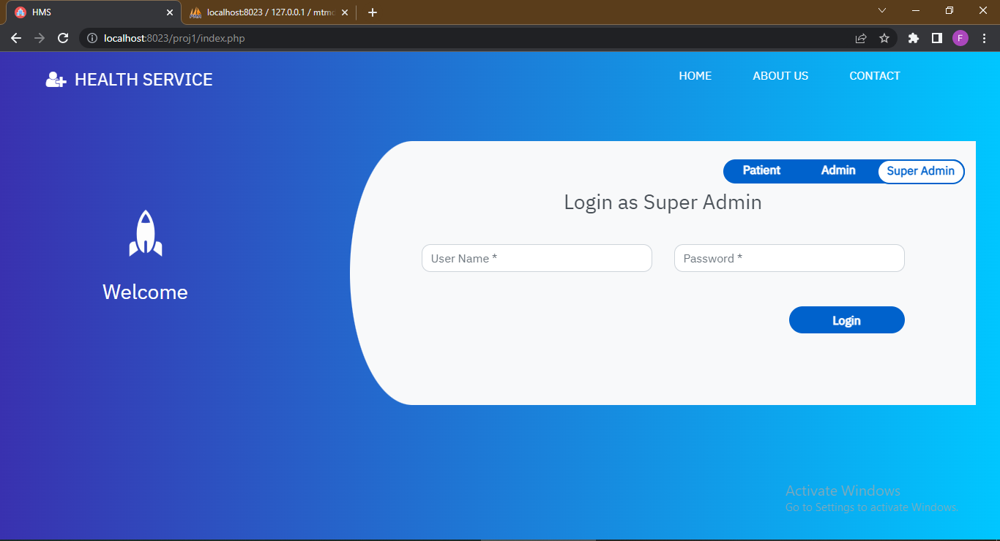 HMS
localhost:8023 / 127.0.0.1 /
localhost:8023/proj1/index.php
F
HEALTH SERVICE
HOME
ABOUT US
CONTACT
Patient
Admin
Super Admin
Login as Super Admin
User Name *
Password *
Welcome
Login
Activate Windows
Go to Settings to activate Windows.